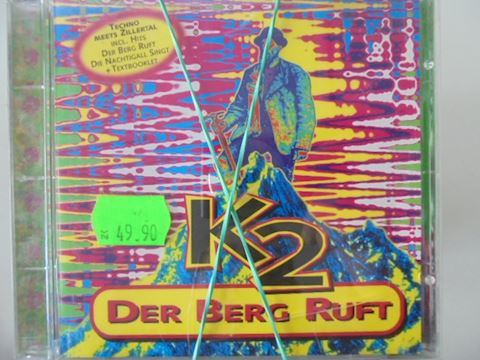 TECHNO
MEETS ZILLERTAL
INCL. HITS
DER BERG RUFT
DIE NACHTIGALL SINGT
+ TEXTBOOKLET
49.90
K2
DER BERG RUFT